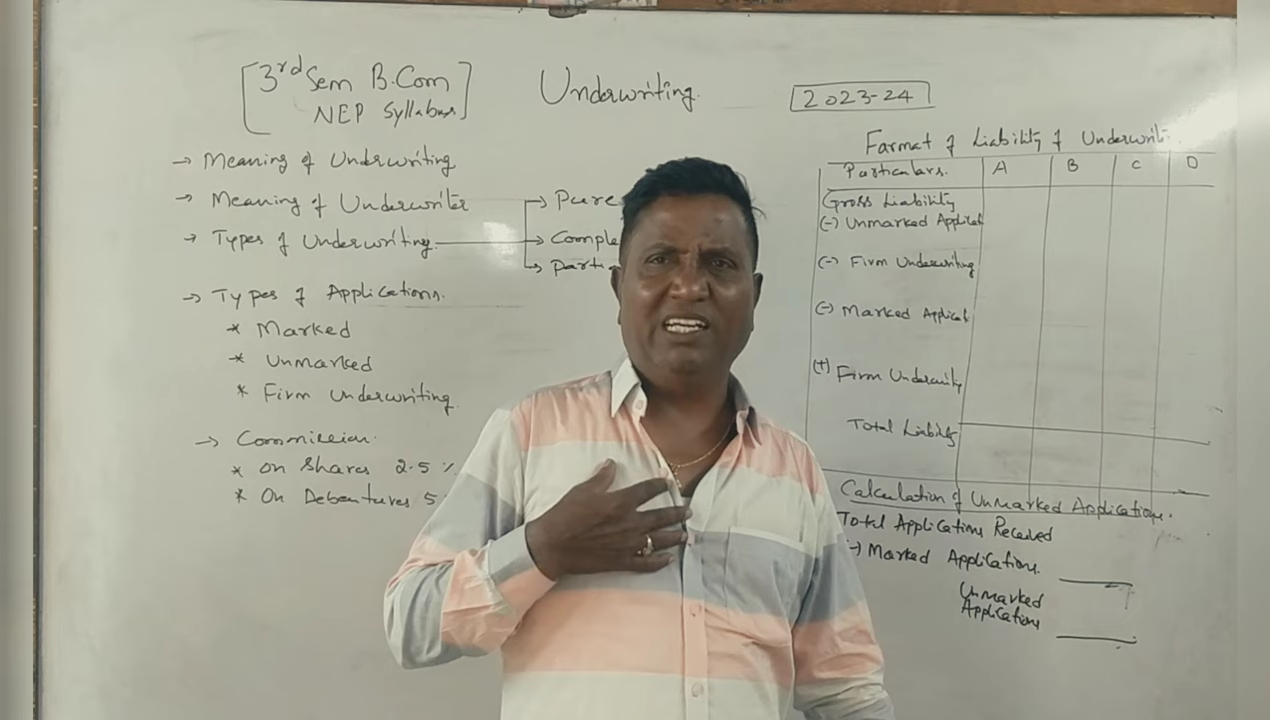 [3rd Sem B.Com
NEP Syllabus]
Underwriting.
2023-24
→ Meaning of Underwriting
→ Meaning of Underwriter
→ Types of Underwriting
→ Pure
→ Comple
→ Parti
→ Types of Applications.
* Marked
* Unmarked
* Firm Underwriting
→ Commission.
* On Shares 2.5 %
* On Debentures 5
Farmat of Liability of Underwrit
Particulars. A B C D
Gross Liability
(-) Unmarked Applicat
(-) Firm Underwriting
(-) Marked Applicat
(+) Firm Underwrity
Total Liability
Calculation of Unmarked Applications.
Total Applications Received
(-) Marked Applications.
Unmarked
Applications